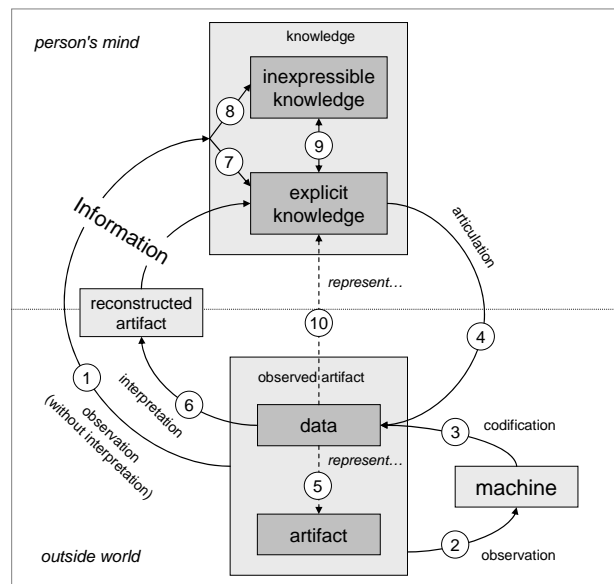 person's mind
knowledge
inexpressible
knowledge
8
9
7
explicit
knowledge
Information
articulation
represent…
reconstructed
artifact
10
4
1
observation
(without interpretation)
interpretation
6
observed artifact
data
3
codification
represent…
5
machine
artifact
2
observation
outside world